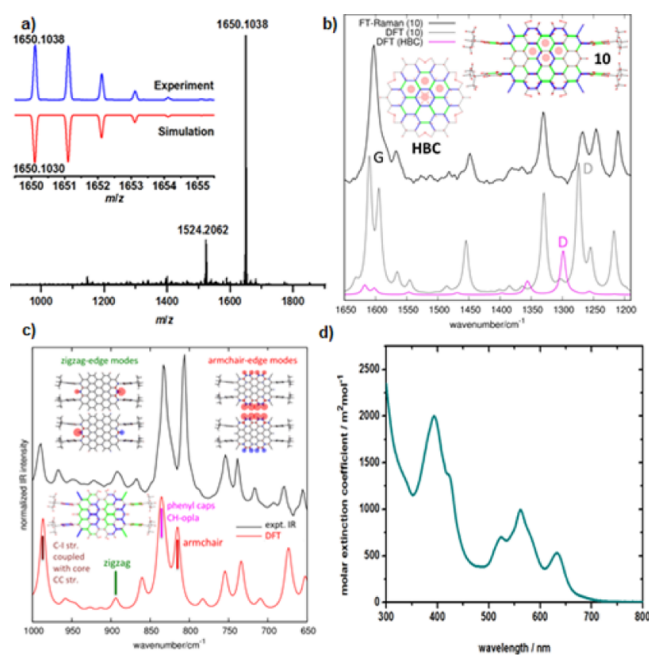 a)
1650.1038
1650.1038
Experiment
Simulation
1650.1030
1650 1651 1652 1653 1654 1655
m/z
1524.2062
1000 1200 1400 1600 1800
m/z
b)
FT-Raman (10)
DFT (10)
DFT (HBC)
10
HBC
G
D
D
1650 1600 1550 1500 1450 1400 1350 1300 1250 1200
wavenumber/cm⁻¹
c)
zigzag-edge modes
armchair-edge modes
normalized IR intensity
phenyl caps
CH-opla
expt. IR
DFT
C-I str.
coupled
with core
CC str.
zigzag
armchair
1000 950 900 850 800 750 700 650
wavenumber/cm⁻¹
d)
molar extinction coefficient / m²mol⁻¹
2500
2000
1500
1000
500
0
300 400 500 600 700 800
wavelength / nm